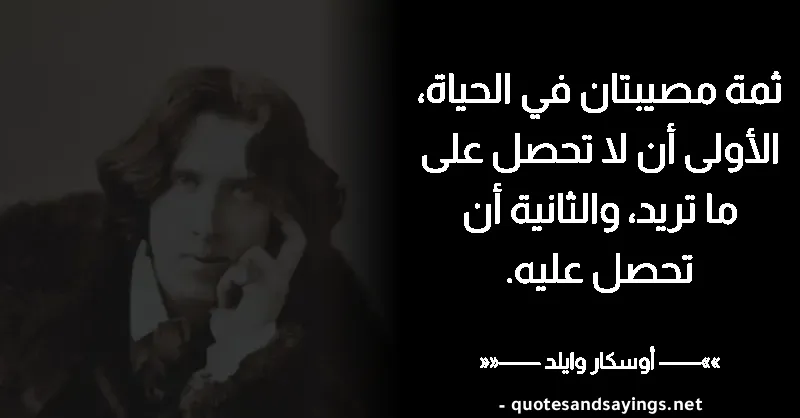 ثمة مصيبتان في الحياة،
الأولى أن لا تحصل على
ما تريد، والثانية أن
تحصل عليه.
»»—— أوسكار وايلد ——««
- quotesandsayings.net